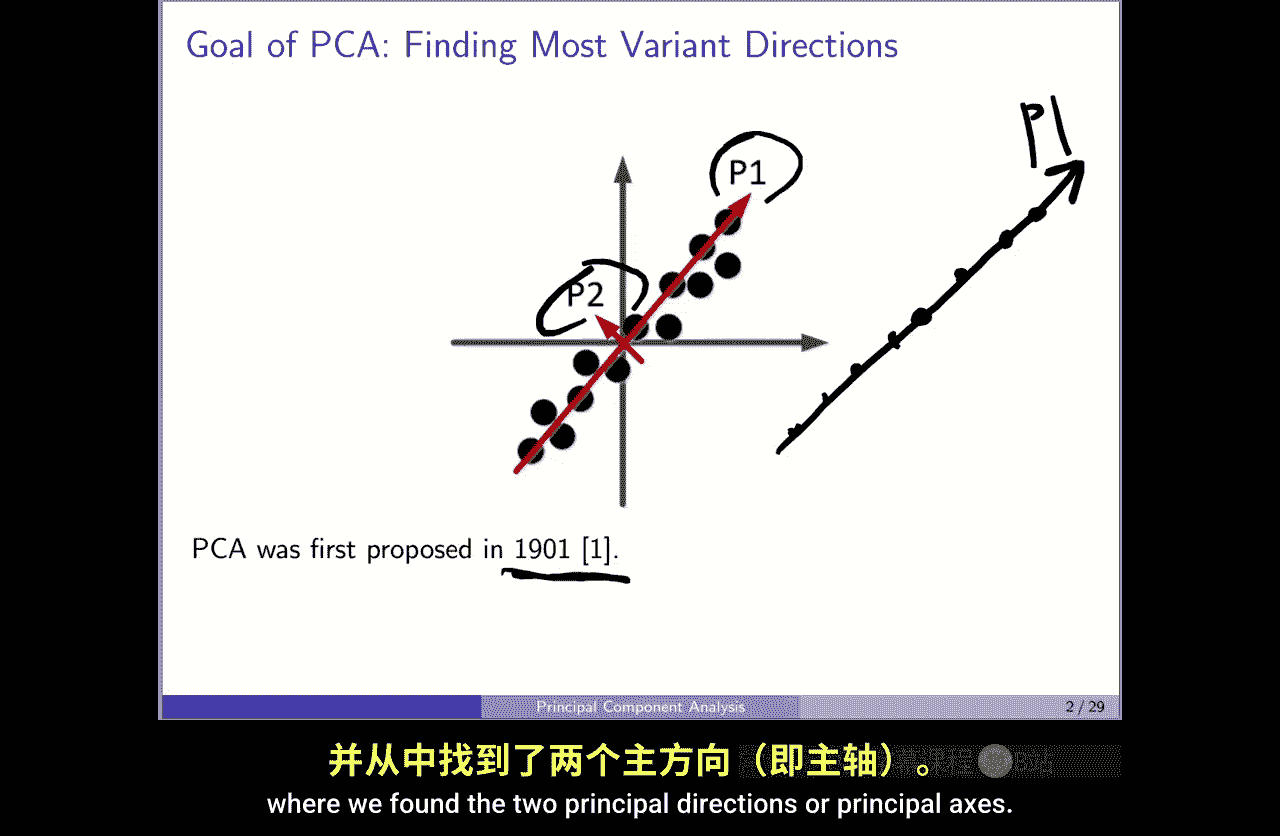 Goal of PCA: Finding Most Variant Directions
P1
P1
P2
PCA was first proposed in 1901 [1].
Principal Component Analysis
2 / 29
并从中找到了两个主方向（即主轴）。
where we found the two principal directions or principal axes.